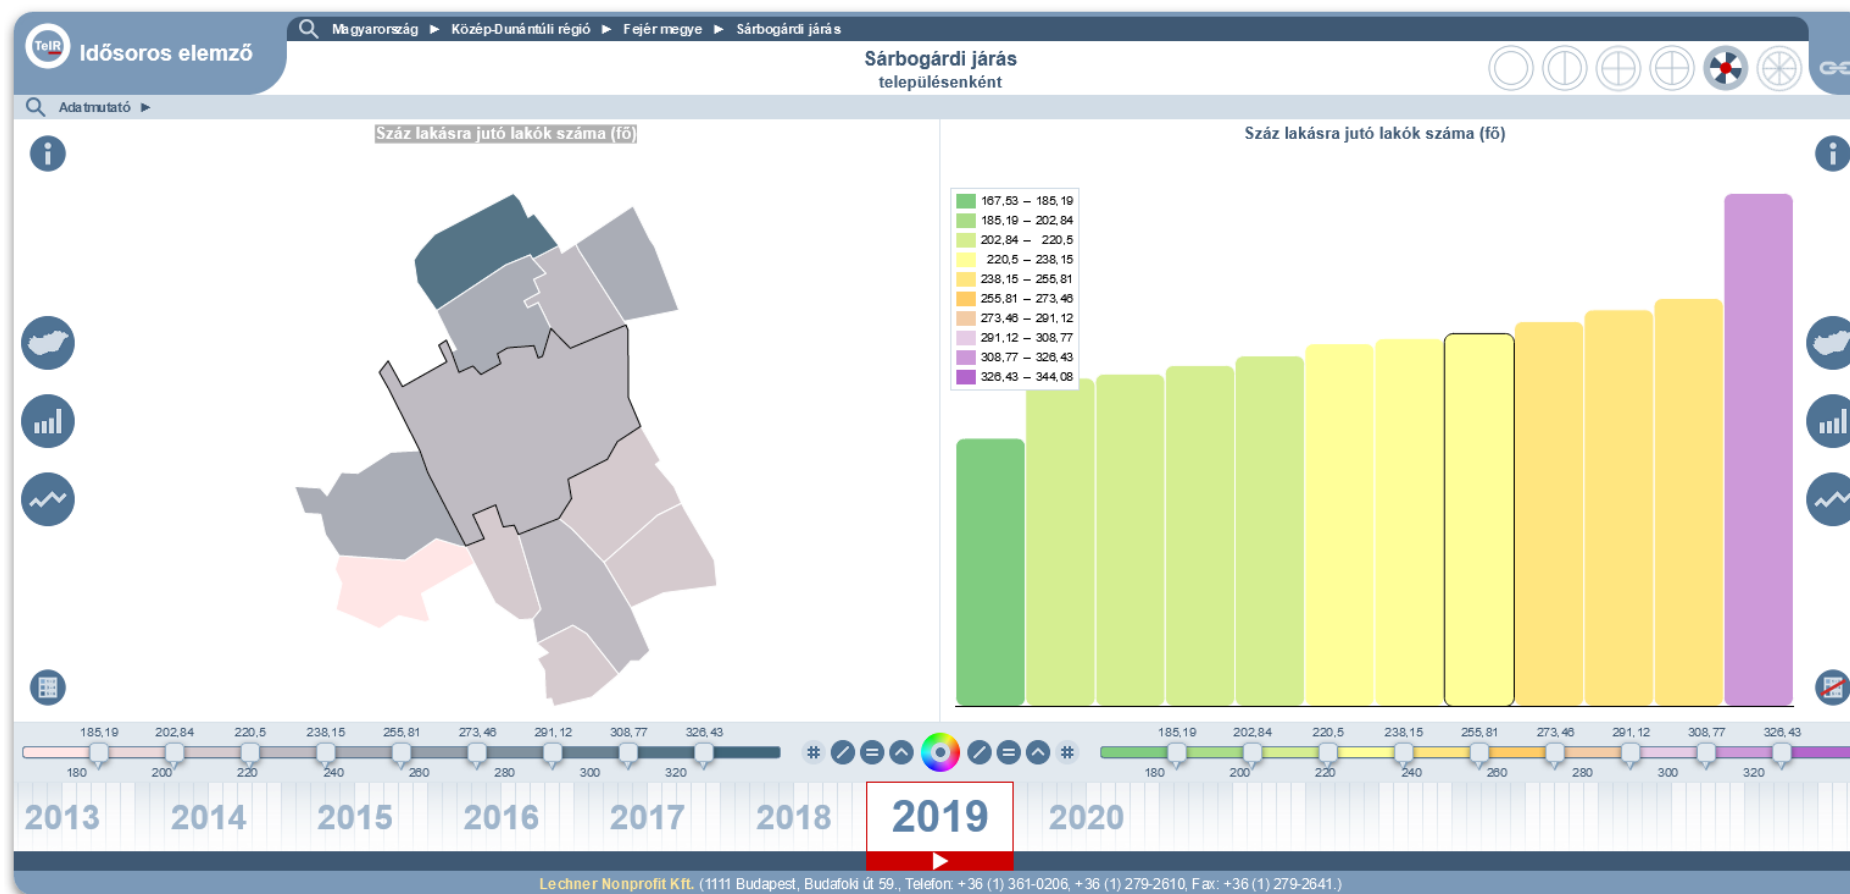 TeIR
Idősoros elemző
Magyarország ► Közép-Dunántúli régió ► Fejér megye ► Sárbogárdi járás
Sárbogárdi járás
településenként
Adatmutató ►
Száz lakásra jutó lakók száma (fő)
Száz lakásra jutó lakók száma (fő)
167,53 – 185,19
185,19 – 202,84
202,84 – 220,5
220,5 – 238,15
238,15 – 255,81
255,81 – 273,46
273,46 – 291,12
291,12 – 308,77
308,77 – 326,43
326,43 – 344,08
185,19 202,84 220,5 238,15 255,81 273,46 291,12 308,77 326,43
180 200 220 240 260 280 300 320
185,19 202,84 220,5 238,15 255,81 273,46 291,12 308,77 326,43
180 200 220 240 260 280 300 320
2013 2014 2015 2016 2017 2018 2019 2020
Lechner Nonprofit Kft. (1111 Budapest, Budafoki út 59., Telefon: +36 (1) 361-0206, +36 (1) 279-2610, Fax: +36 (1) 279-2641.)